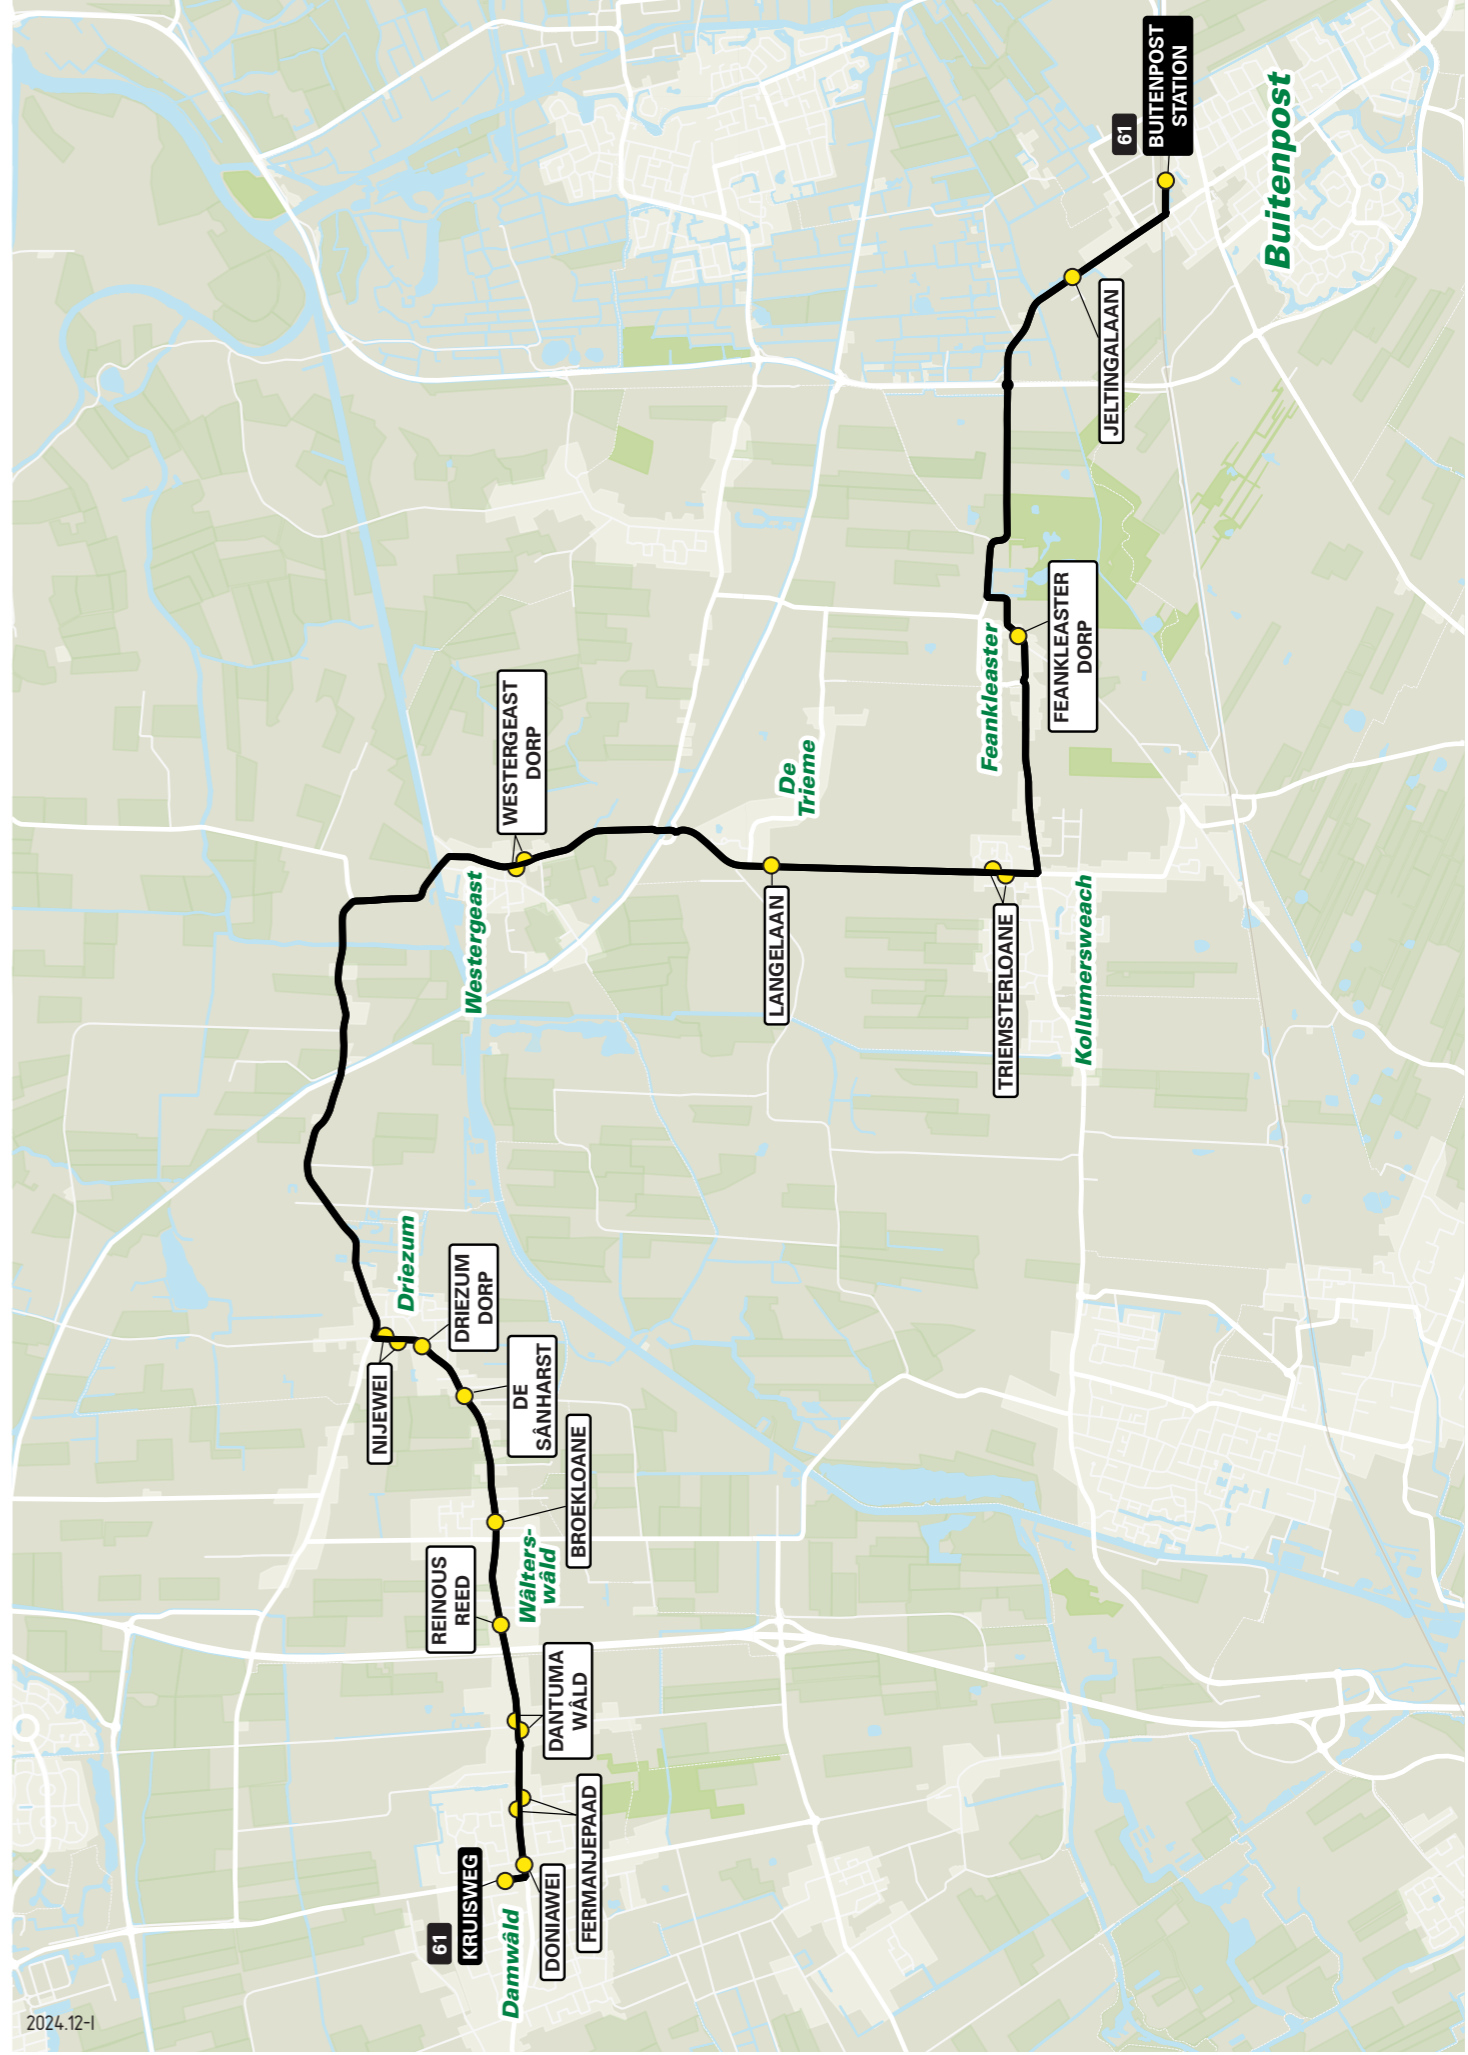 61
BUITENPOST
STATION
Buitenpost
JELTINGALAAN
FEANKLEASTER
DORP
Feankleaster
WESTERGEAST
DORP
De
Trieme
Westergeast
LANGELAAN
TRIEMSTERLOANE
Kollumersweach
Driezum
DRIEZUM
DORP
NIJEWEI
DE
SÂNHARST
BROEKLOANE
REINOUS
REED
Wâlters-
wâld
DANTUMA
WÂLD
FERMANJEPAAD
61
KRUISWEG
DONIAWEI
Damwâld
2024.12-I